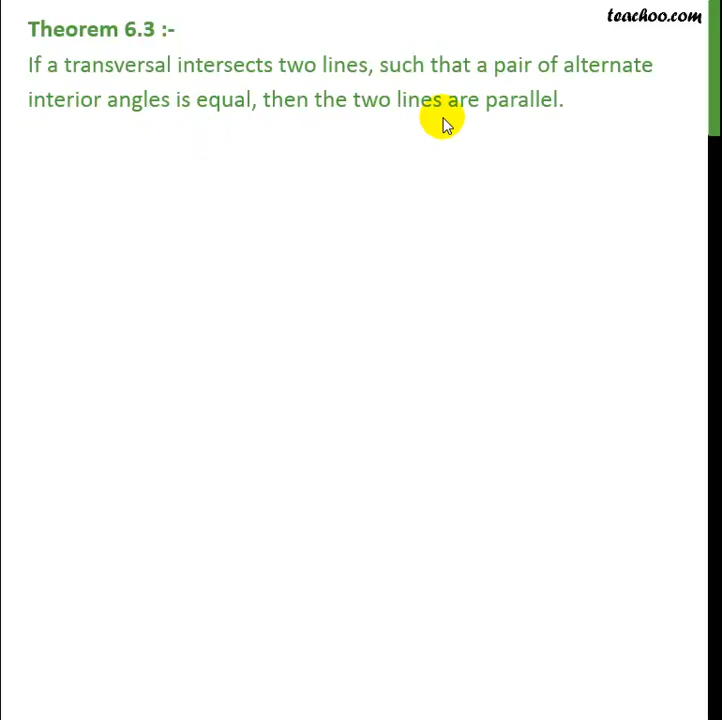 teachoo.com
Theorem 6.3 :-
If a transversal intersects two lines, such that a pair of alternate
interior angles is equal, then the two lines are parallel.